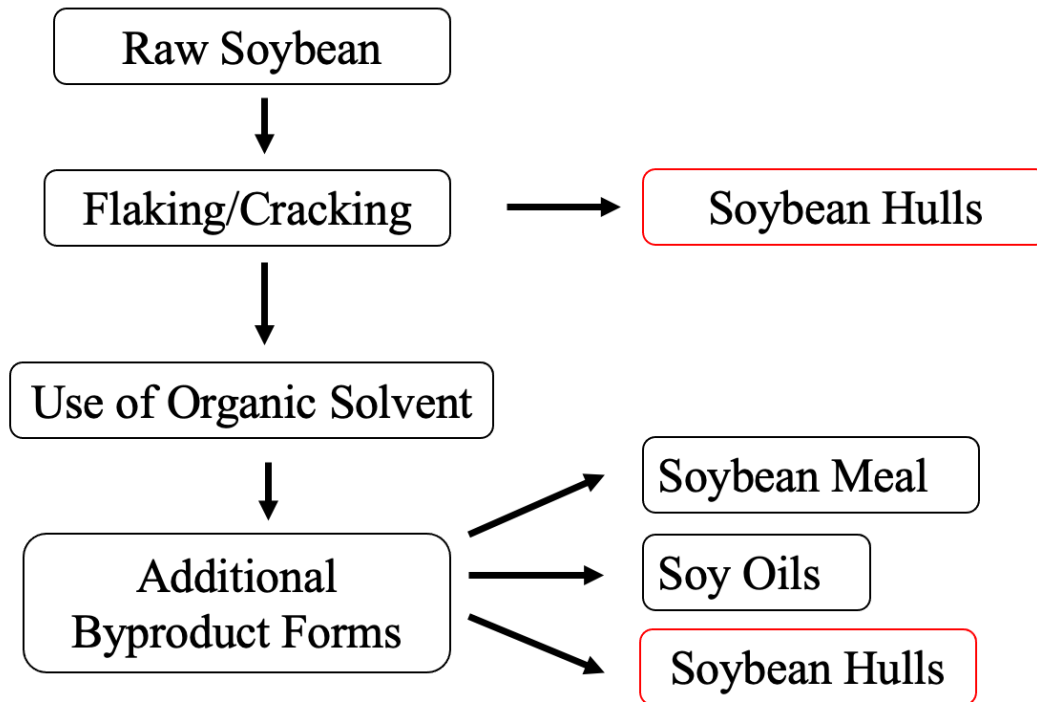 Raw Soybean
Flaking/Cracking
Soybean Hulls
Use of Organic Solvent
Soybean Meal
Additional
Byproduct Forms
Soy Oils
Soybean Hulls